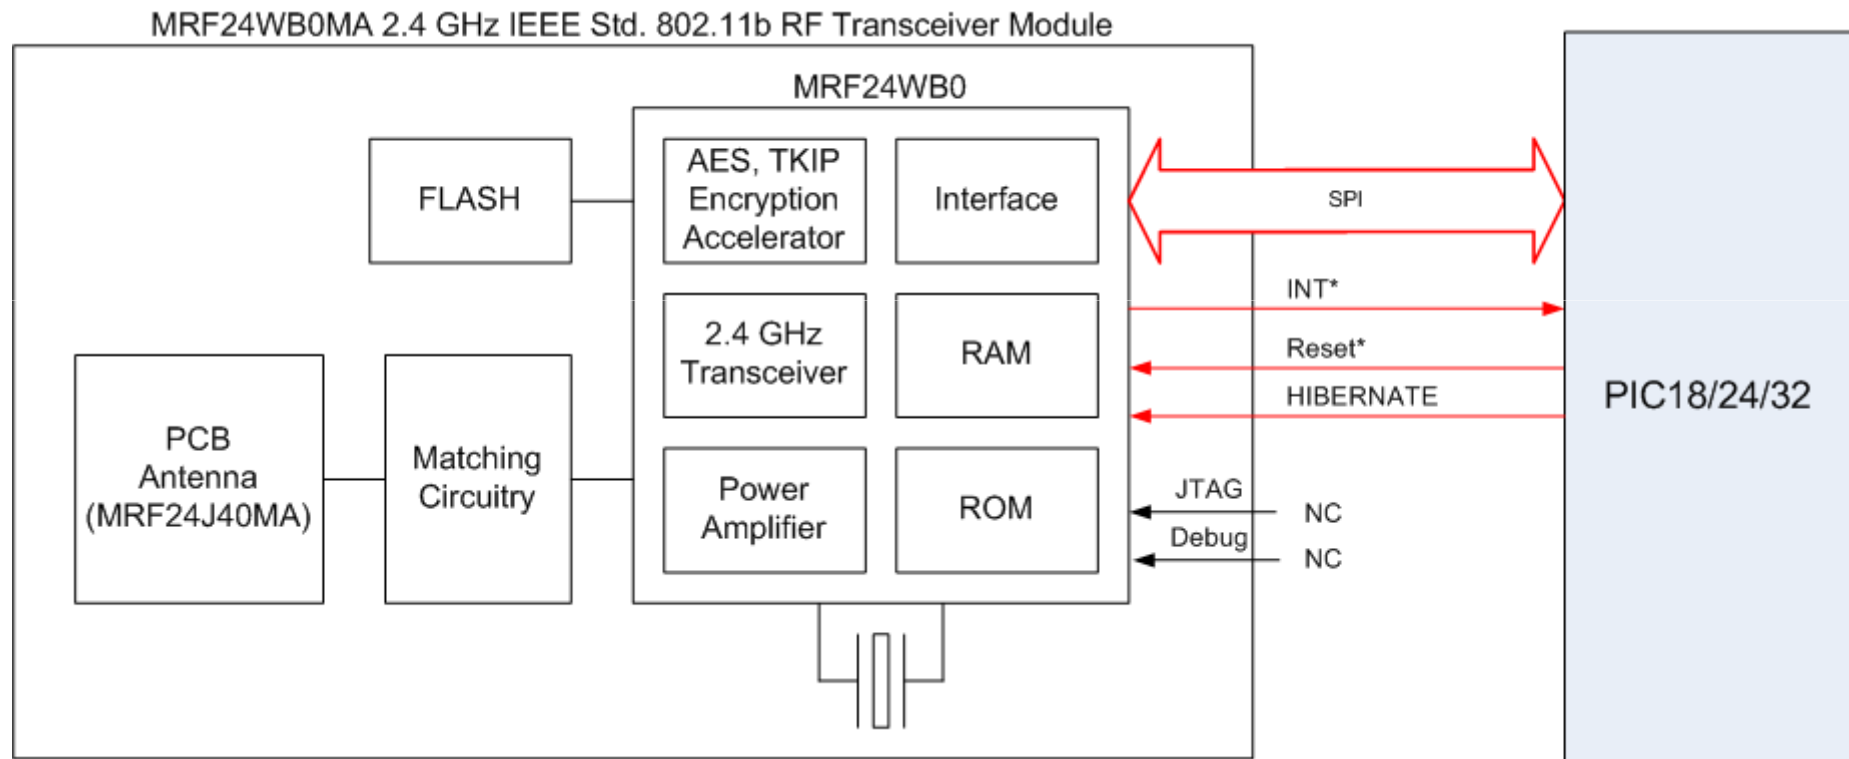 MRF24WB0MA 2.4 GHz IEEE Std. 802.11b RF Transceiver Module
MRF24WB0
FLASH
AES, TKIP
Encryption
Accelerator
Interface
SPI
INT*
2.4 GHz
Transceiver
RAM
Reset*
HIBERNATE
PIC18/24/32
PCB
Antenna
(MRF24J40MA)
Matching
Circuitry
Power
Amplifier
ROM
JTAG
NC
Debug
NC